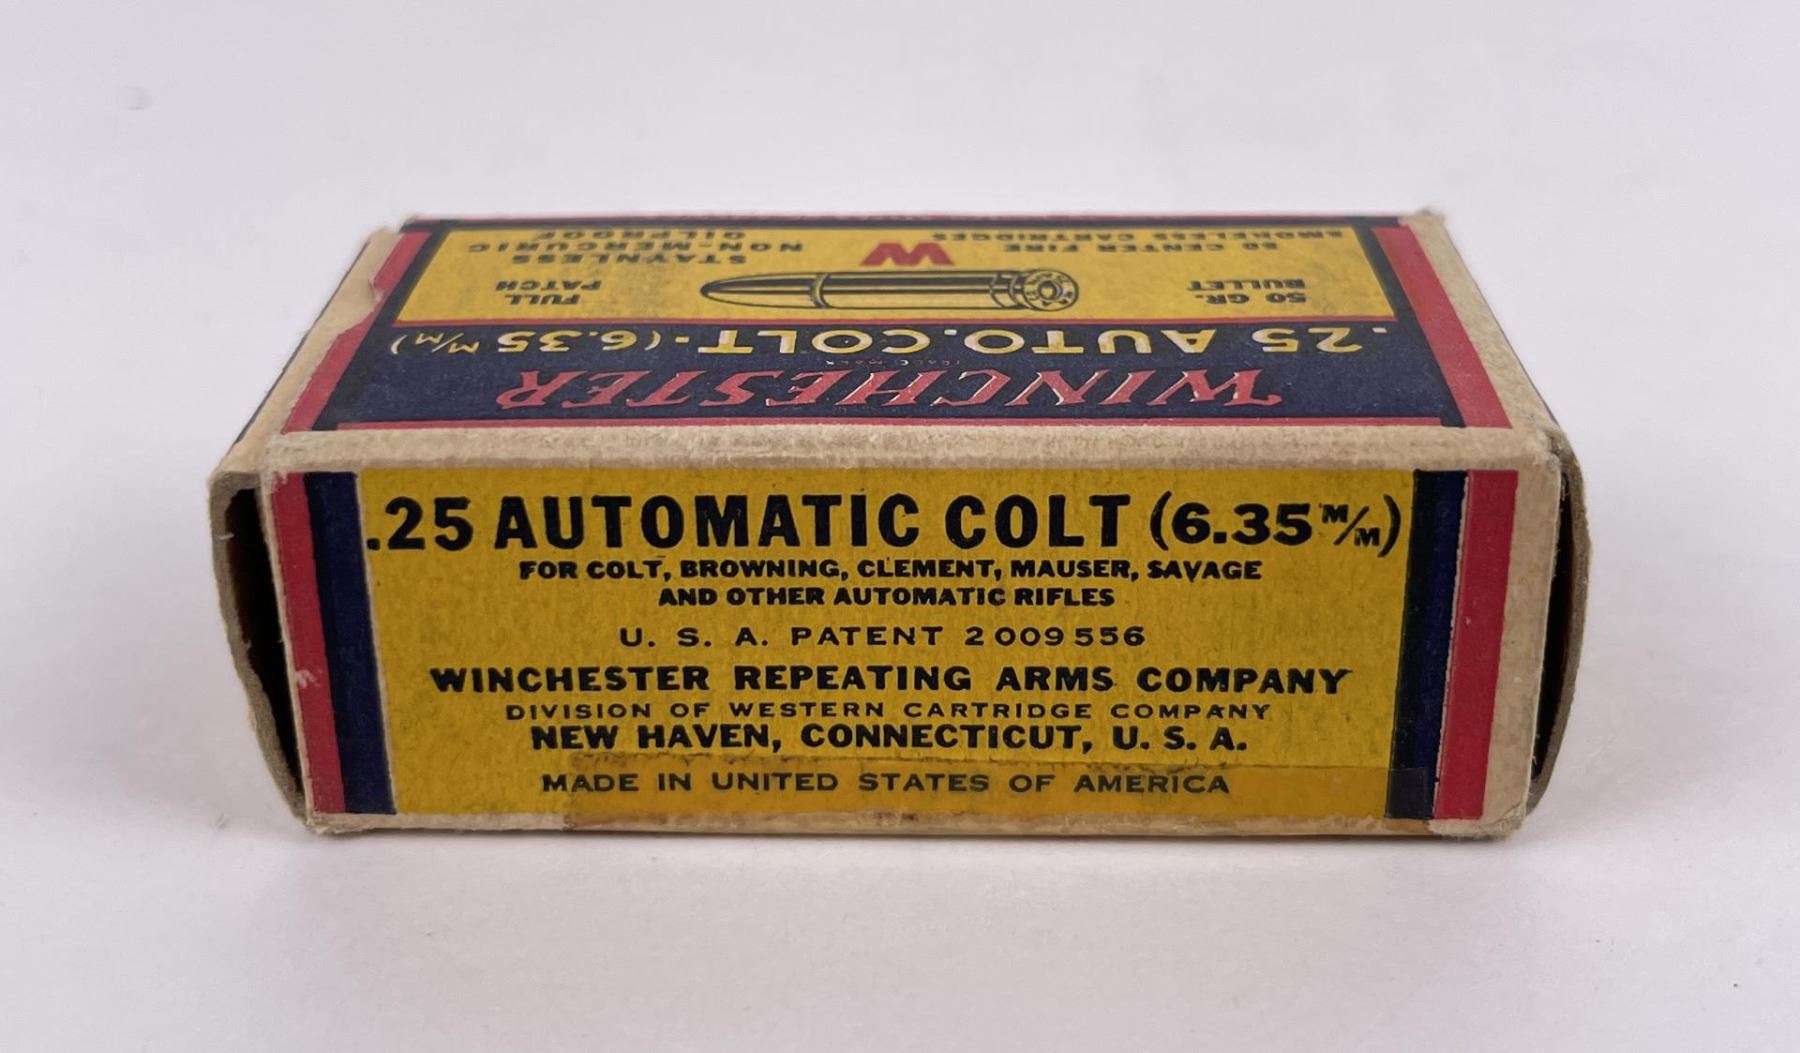 .25 AUTOMATIC COLT (6.35 M/M)
FOR COLT, BROWNING, CLEMENT, MAUSER, SAVAGE
AND OTHER AUTOMATIC RIFLES
U. S. A. PATENT 2009556
WINCHESTER REPEATING ARMS COMPANY
DIVISION OF WESTERN CARTRIDGE COMPANY
NEW HAVEN, CONNECTICUT, U. S. A.
MADE IN UNITED STATES OF AMERICA
WINCHESTER
TRADE MARK
.25 AUTO. COLT - (6.35 M/M)
50 GR. BULLET
FULL PATCH
50 CENTER FIRE SMOKELESS CARTRIDGES
W
STAYNLESS NON-MERCURIC OILPROOF